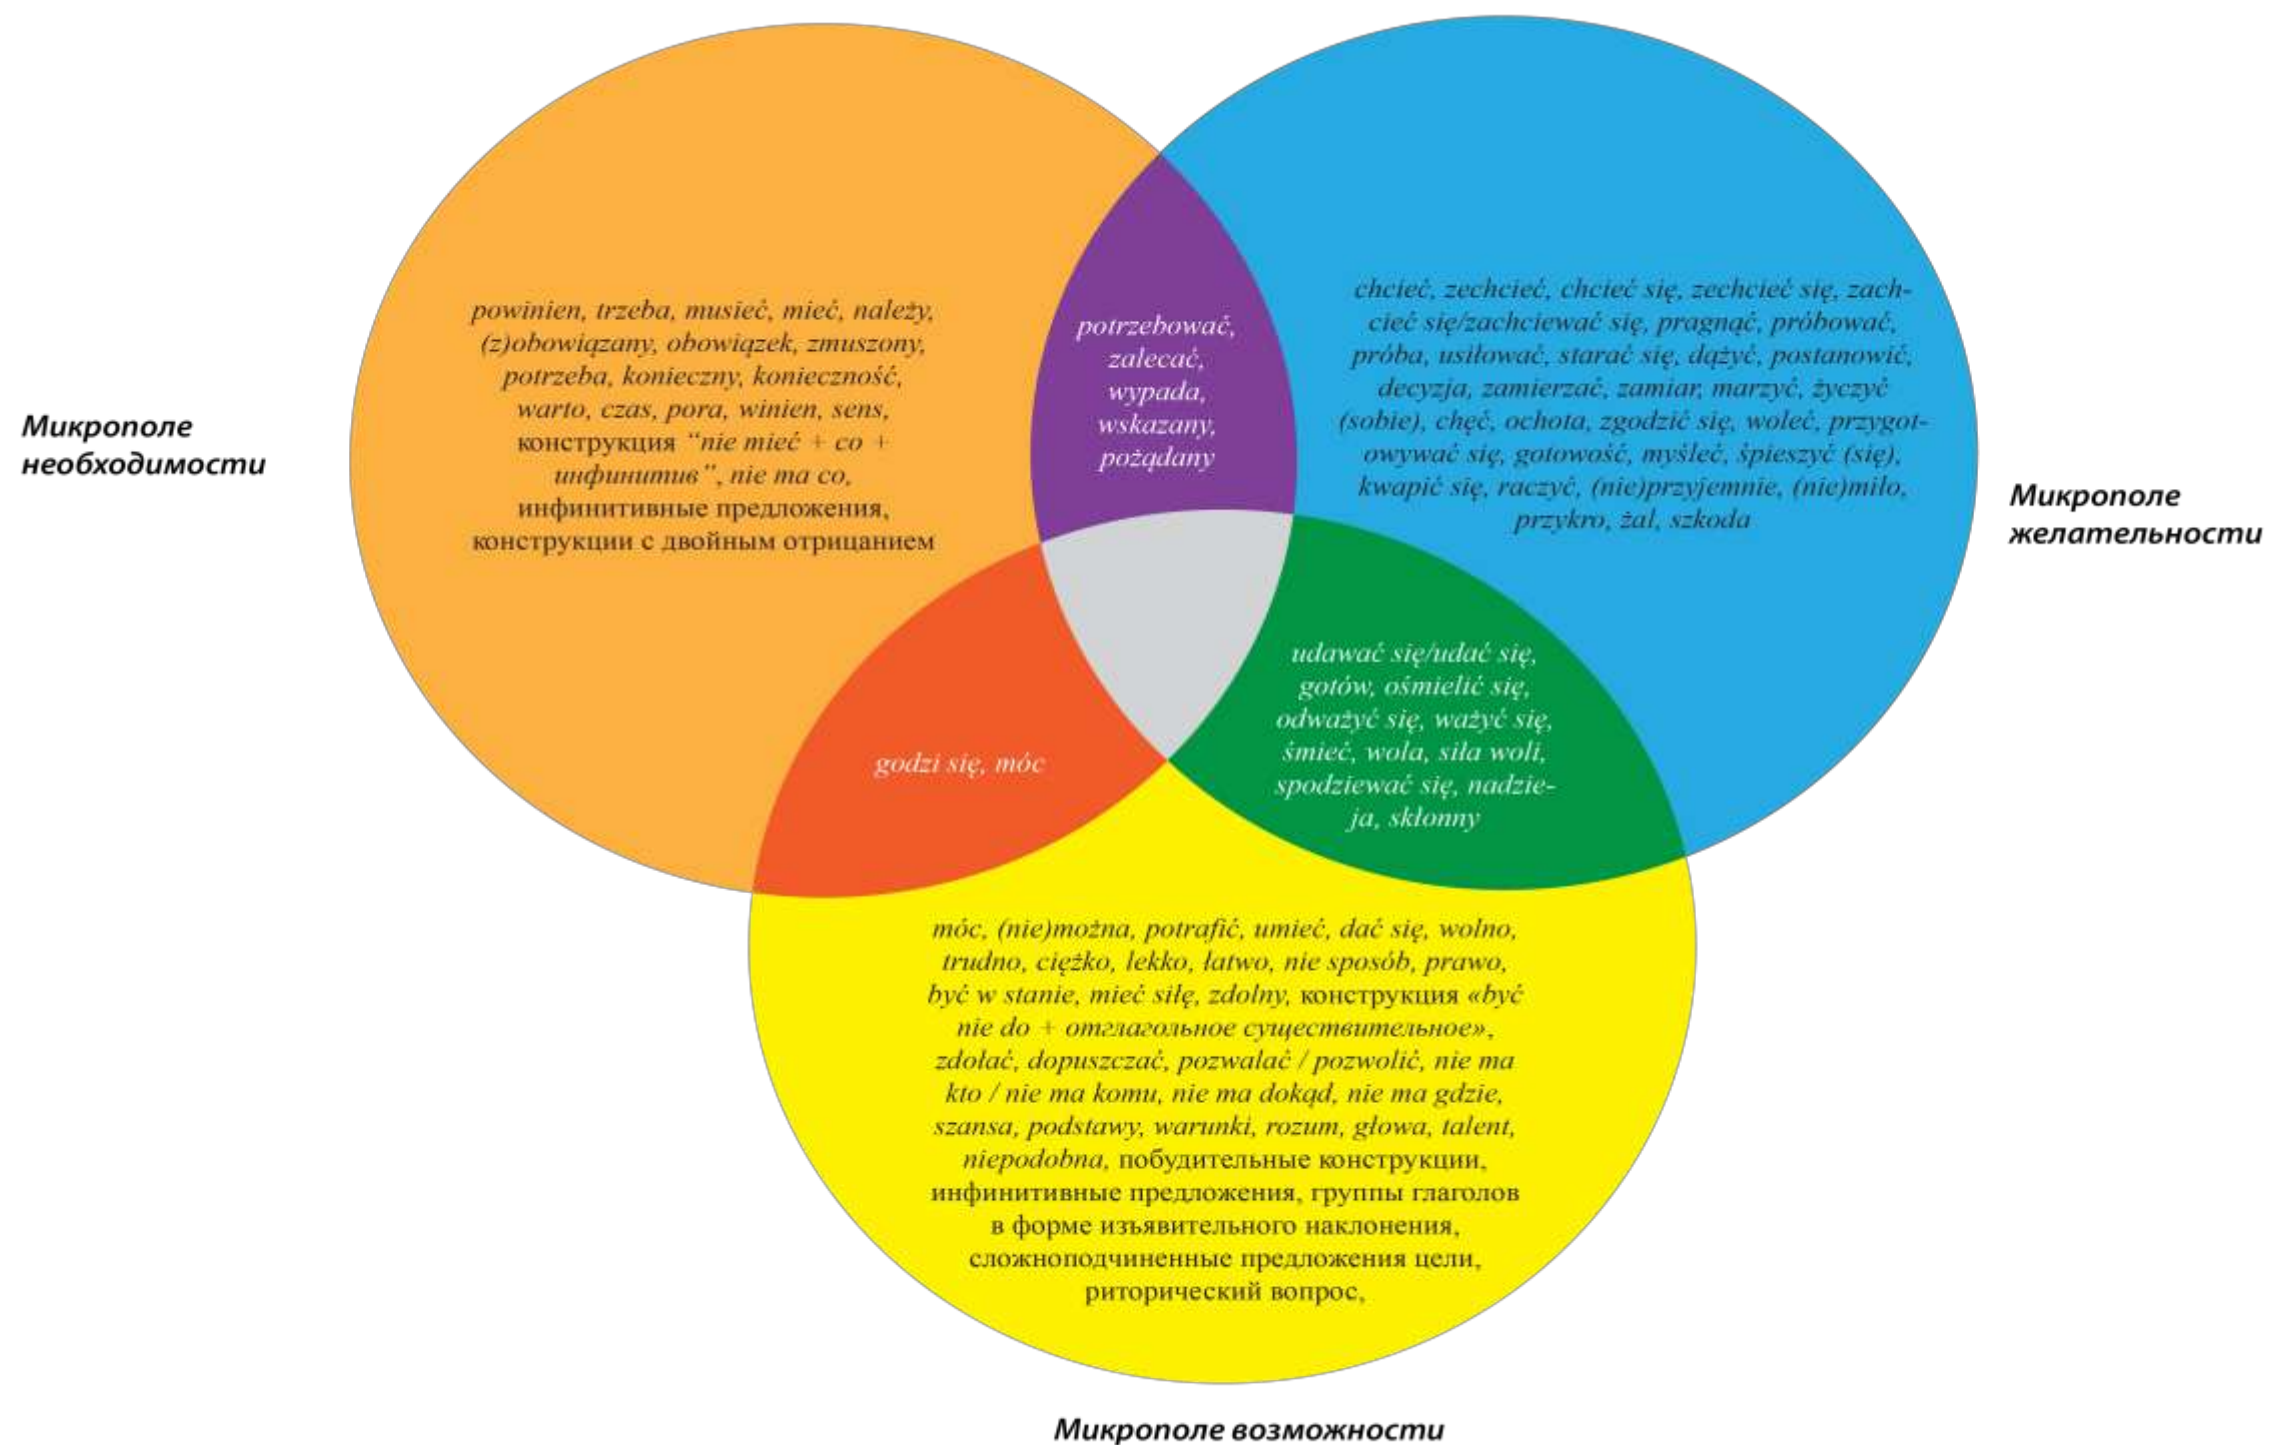 Микрополе
необходимости
powinien, trzeba, musieć, mieć, należy,
(z)obowiązany, obowiązek, zmuszony,
potrzeba, konieczny, konieczność,
warto, czas, pora, winien, sens,
конструкция “nie mieć + co +
инфинитив”, nie ma co,
инфинитивные предложения,
конструкции с двойным отрицанием
potrzebować,
zalecać,
wypada,
wskazany,
pożądany
chcieć, zechcieć, chcieć się, zechcieć się, zach-
cieć się/zachciewać się, pragnąć, próbować,
próba, usiłować, starać się, dążyć, postanowić,
decyzja, zamierzać, zamiar, marzyć, życzyć
(sobie), chęć, ochota, zgodzić się, woleć, przygot-
owywać się, gotowość, myśleć, śpieszyć (się),
kwapić się, raczyć, (nie)przyjemnie, (nie)miło,
przykro, żal, szkoda
Микрополе
желательности
godzi się, móc
udawać się/udać się,
gotów, ośmielić się,
odważyć się, ważyć się,
śmieć, wola, siła woli,
spodziewać się, nadzie-
ja, skłonny
móc, (nie)można, potrafić, umieć, dać się, wolno,
trudno, ciężko, lekko, łatwo, nie sposób, prawo,
być w stanie, mieć siłę, zdolny, конструкция «być
nie do + отглагольное существительное»,
zdołać, dopuszczać, pozwalać / pozwolić, nie ma
kto / nie ma komu, nie ma dokąd, nie ma gdzie,
szansa, podstawy, warunki, rozum, głowa, talent,
niepodobna, побудительные конструкции,
инфинитивные предложения, группы глаголов
в форме изъявительного наклонения,
сложноподчиненные предложения цели,
риторический вопрос,
Микрополе возможности